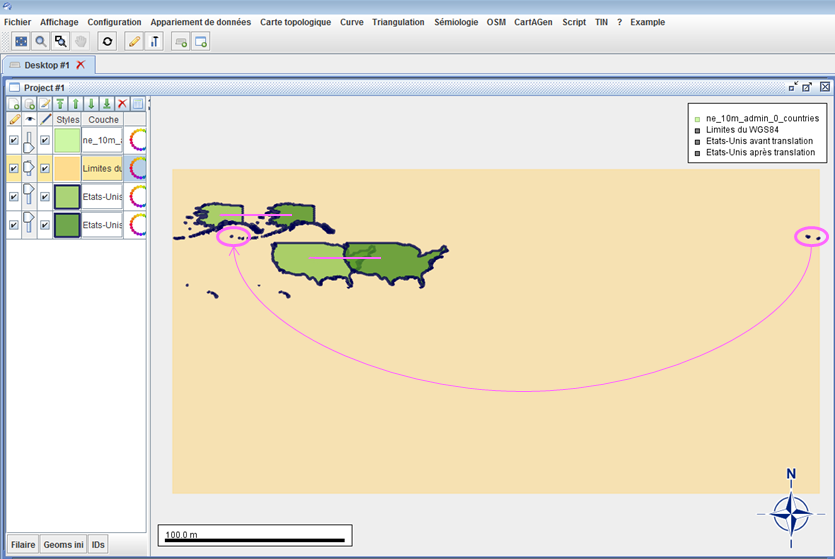 Fichier Affichage Configuration Appariement de données Carte topologique Curve Triangulation Sémiologie OSM CartAGen Script TIN ? Example
Desktop #1
Project #1
Styles Couche
ne_10m_a
Limites du
Etats-Unis
Etats-Unis
ne_10m_admin_0_countries
Limites du WGS84
Etats-Unis avant translation
Etats-Unis après translation
N
100.0 m
Filaire Geoms ini IDs